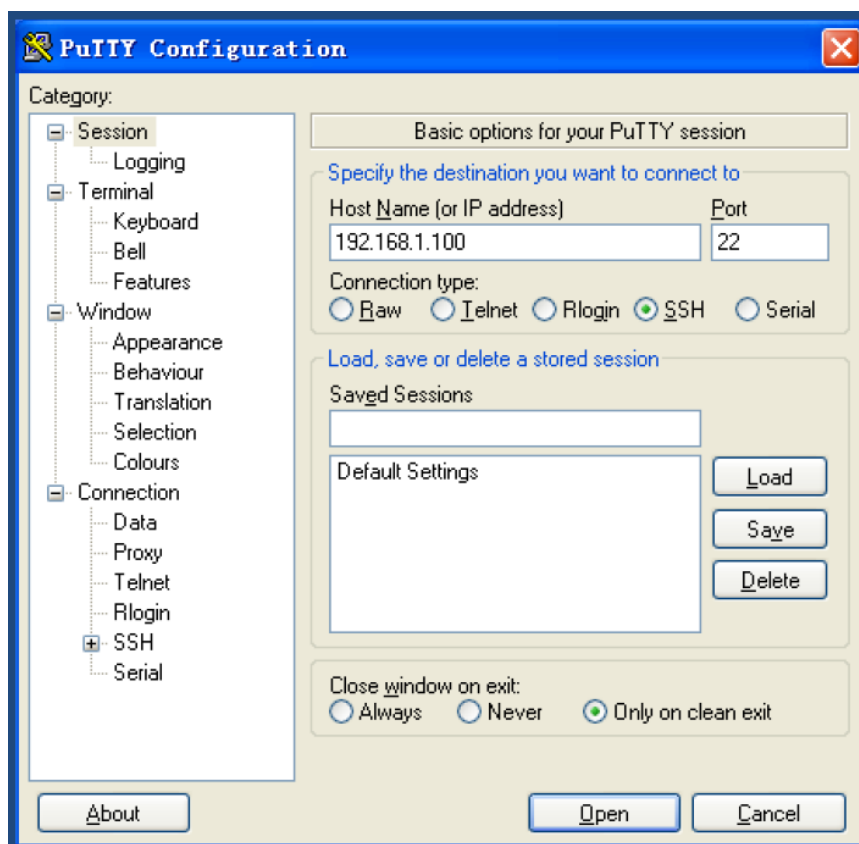 PuTTY Configuration
Category:
Session
Logging
Terminal
Keyboard
Bell
Features
Window
Appearance
Behaviour
Translation
Selection
Colours
Connection
Data
Proxy
Telnet
Rlogin
SSH
Serial
Basic options for your PuTTY session
Specify the destination you want to connect to
Host Name (or IP address) Port
192.168.1.100 22
Connection type:
Raw Telnet Rlogin SSH Serial
Load, save or delete a stored session
Saved Sessions
Default Settings
Load
Save
Delete
Close window on exit:
Always Never Only on clean exit
About Open Cancel